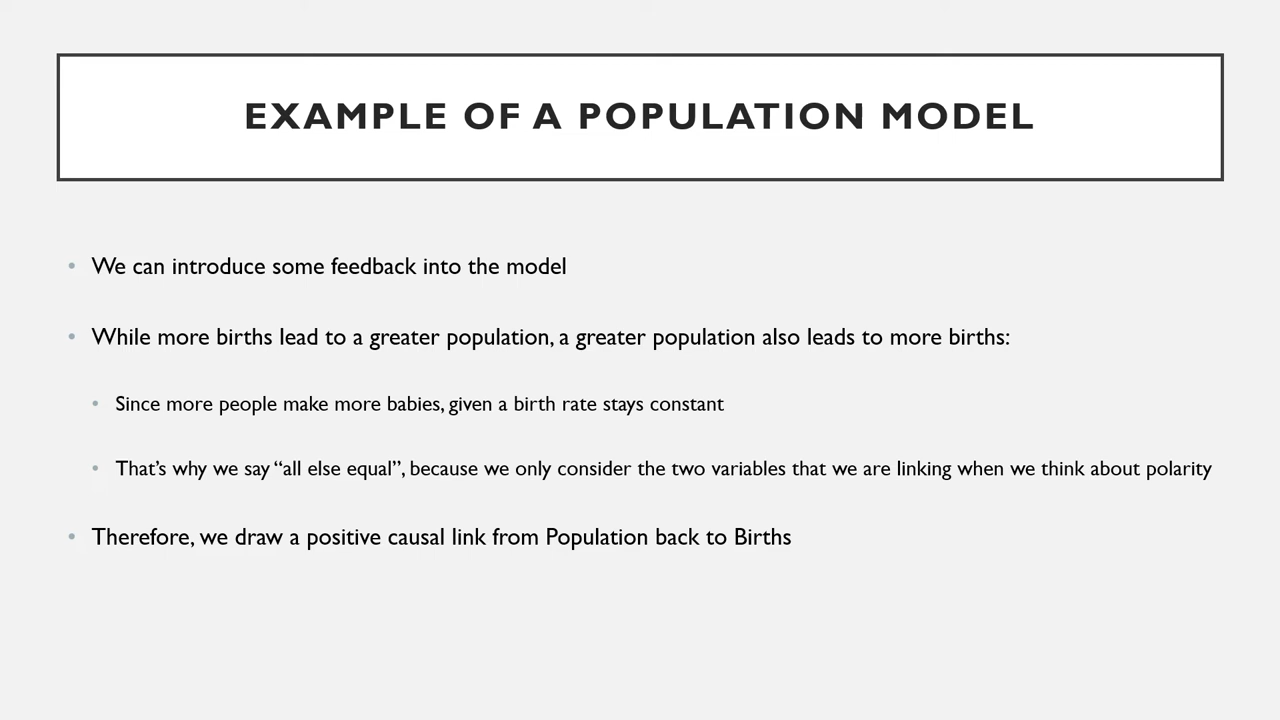 EXAMPLE OF A POPULATION MODEL
• We can introduce some feedback into the model
• While more births lead to a greater population, a greater population also leads to more births:
• Since more people make more babies, given a birth rate stays constant
• That’s why we say “all else equal”, because we only consider the two variables that we are linking when we think about polarity
• Therefore, we draw a positive causal link from Population back to Births